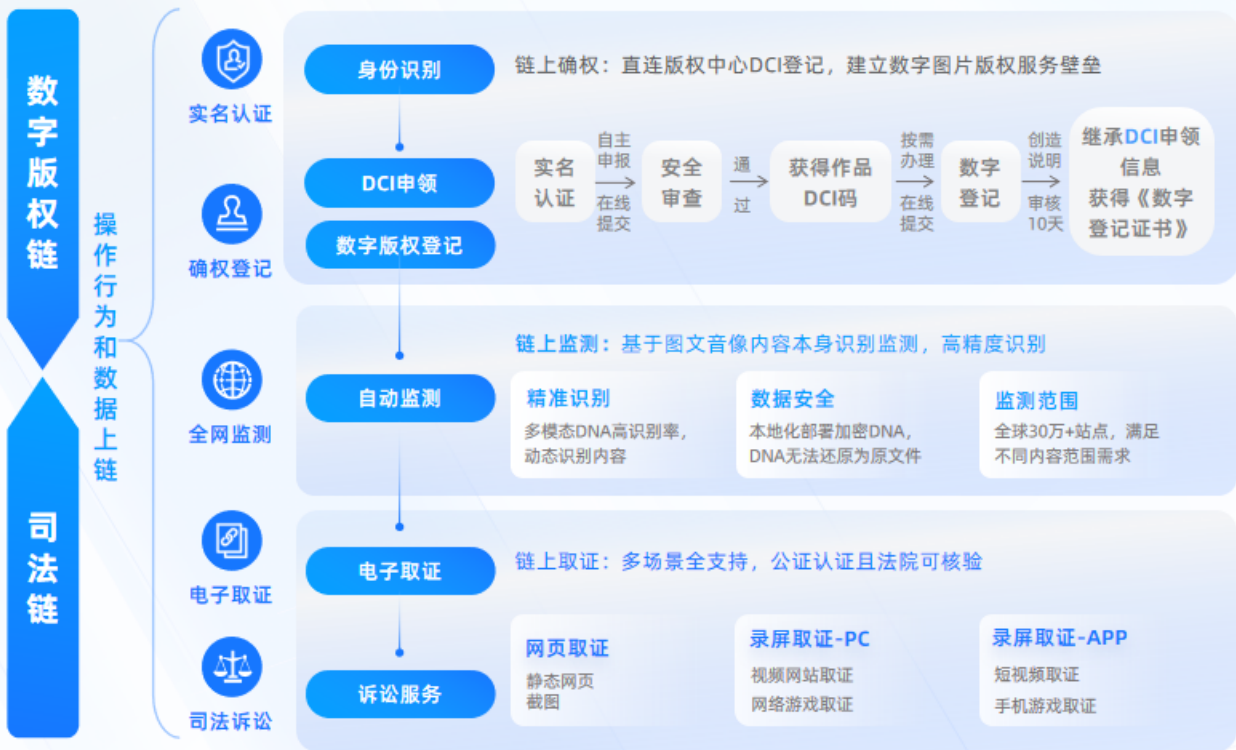 数字版权链
司法链
操作行为和数据上链
实名认证
确权登记
全网监测
电子取证
司法诉讼
身份识别
DCI申领
数字版权登记
链上确权：直连版权中心DCI登记，建立数字图片版权服务壁垒
实名
认证
自主
申报
在线
提交
安全
审查
通
过
获得作品
DCI码
按需
办理
在线
提交
数字
登记
创造
说明
审核
10天
继承DCI申领
信息
获得《数字
登记证书》
自动监测
链上监测：基于图文音像内容本身识别监测，高精度识别
精准识别
多模态DNA高识别率，
动态识别内容
数据安全
本地化部署加密DNA，
DNA无法还原为原文件
监测范围
全球30万+站点，满足
不同内容范围需求
电子取证
诉讼服务
链上取证：多场景全支持，公证认证且法院可核验
网页取证
静态网页
截图
录屏取证-PC
视频网站取证
网络游戏取证
录屏取证-APP
短视频取证
手机游戏取证